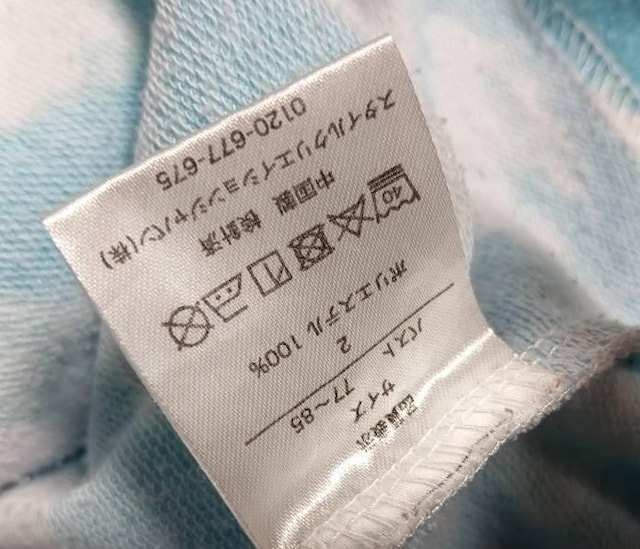 品質表示
サイズ 2
バスト 77～85
ポリエステル 100%
40
中国製 検針済
スタイルクリエイションジャパン(株)
0120-677-675